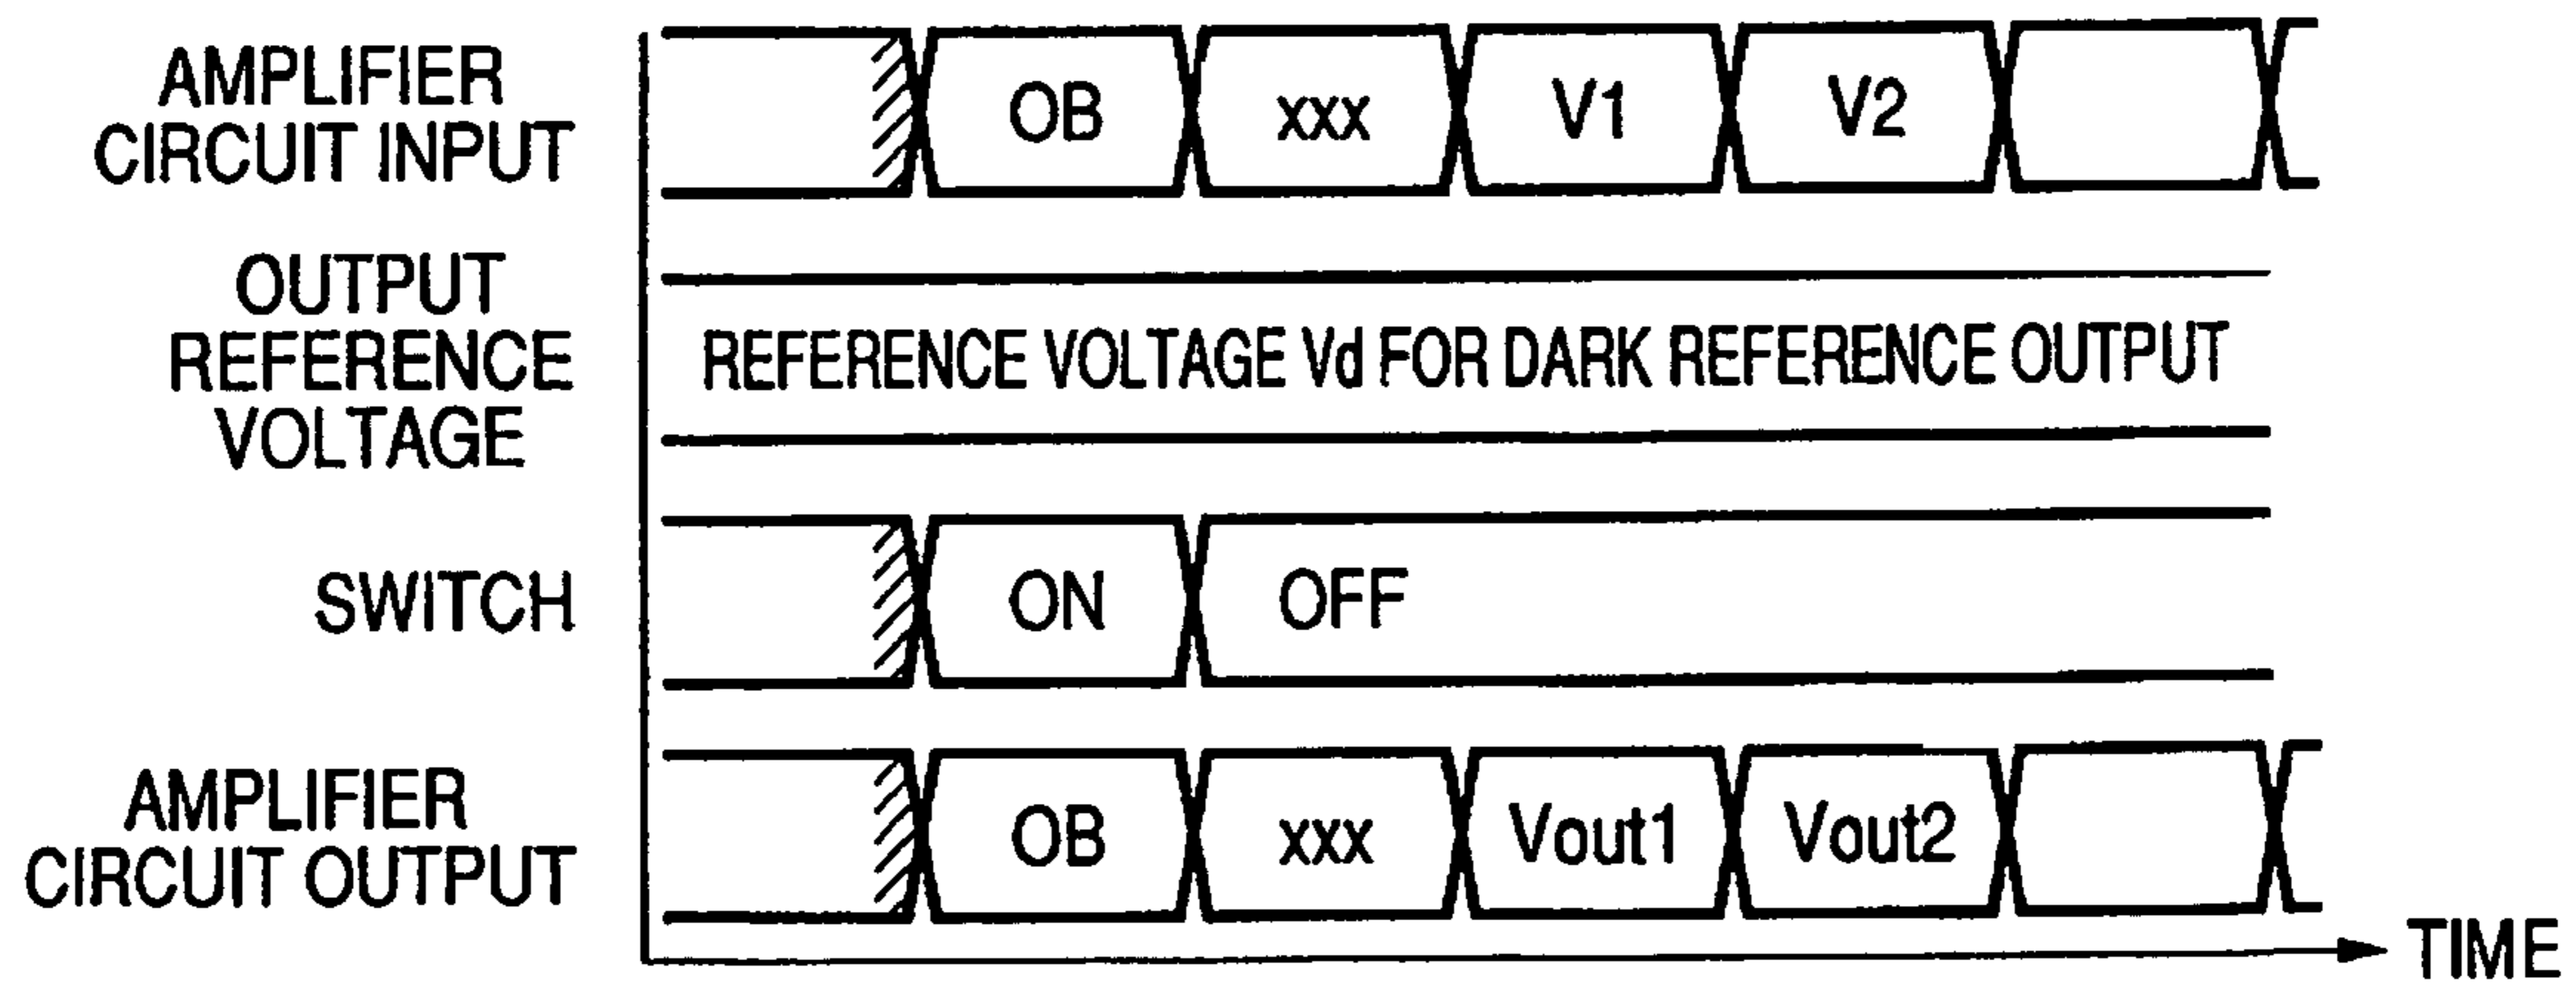 AMPLIFIER
CIRCUIT INPUT
OB xxx V1 V2
OUTPUT
REFERENCE
VOLTAGE
REFERENCE VOLTAGE Vd FOR DARK REFERENCE OUTPUT
SWITCH
ON OFF
AMPLIFIER
CIRCUIT OUTPUT
OB xxx Vout1 Vout2
TIME